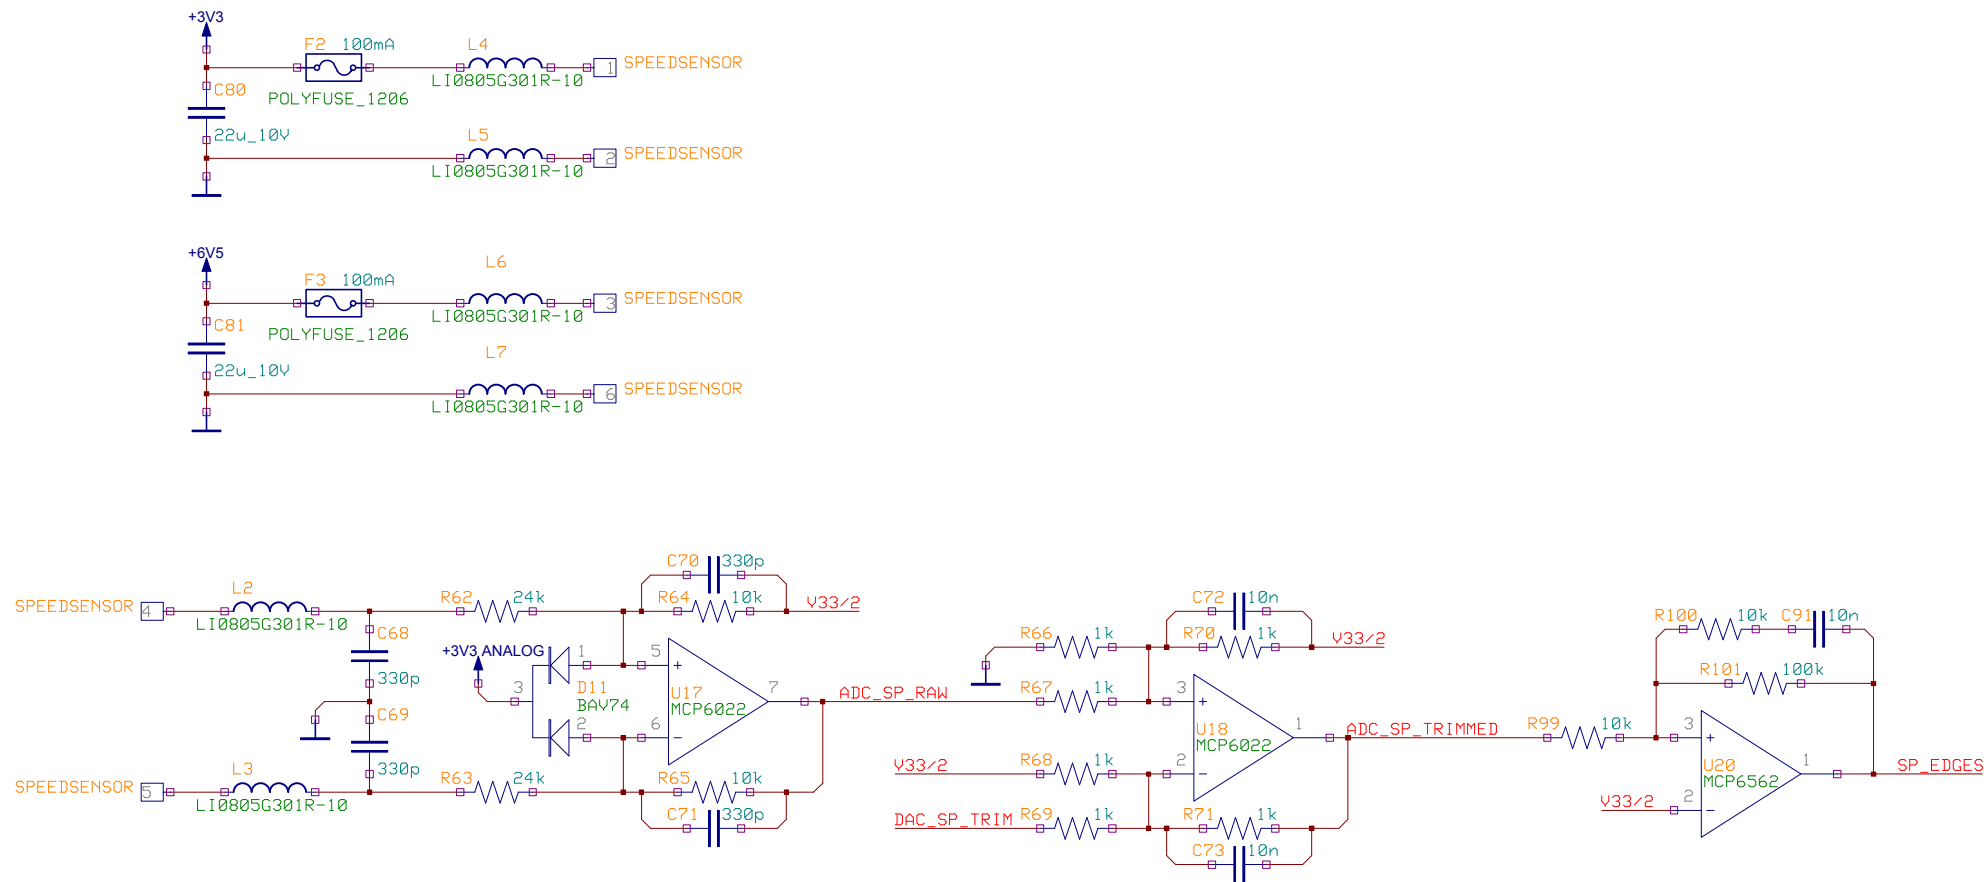 +3V3
F2 100mA
L4
SPEEDSENSOR
1
LI0805G301R-10
C80
POLYFUSE_1206
22u_10V
L5
SPEEDSENSOR
2
LI0805G301R-10
+6V5
L6
F3 100mA
SPEEDSENSOR
3
LI0805G301R-10
C81
POLYFUSE_1206
L7
22u_10V
SPEEDSENSOR
6
LI0805G301R-10
C70 330p
L2
SPEEDSENSOR 4
LI0805G301R-10
R62 24k
R64 10k
V33/2
C68
330p
+3V3 ANALOG
1
5
+
3
D11
BAV74
U17
MCP6022
7
ADC_SP_RAW
2
6
-
C69
330p
L3
SPEEDSENSOR 5
LI0805G301R-10
R63 24k
R65 10k
C71 330p
C72 10n
R66 1k
R70 1k
V33/2
R67 1k
3
+
U18
MCP6022
1
ADC_SP_TRIMMED
2
-
V33/2
R68 1k
DAC_SP_TRIM
R69 1k
R71 1k
C73 10n
R100 10k
C91 10n
R101 100k
R99 10k
3
+
U20
MCP6562
1
SP_EDGES
2
-
V33/2